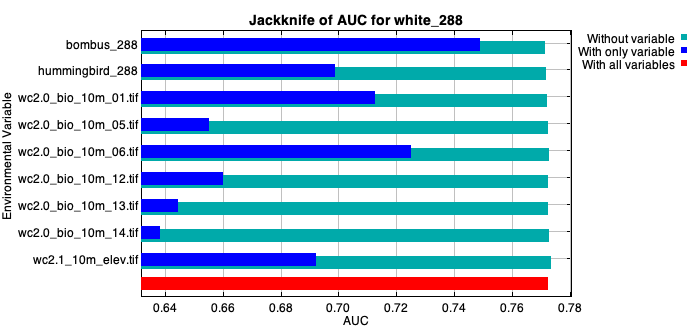 Jackknife of AUC for white_288
Without variable
With only variable
With all variables
Environmental Variable
bombus_288
hummingbird_288
wc2.0_bio_10m_01.tif
wc2.0_bio_10m_05.tif
wc2.0_bio_10m_06.tif
wc2.0_bio_10m_12.tif
wc2.0_bio_10m_13.tif
wc2.0_bio_10m_14.tif
wc2.1_10m_elev.tif
0.64 0.66 0.68 0.70 0.72 0.74 0.76 0.78
AUC